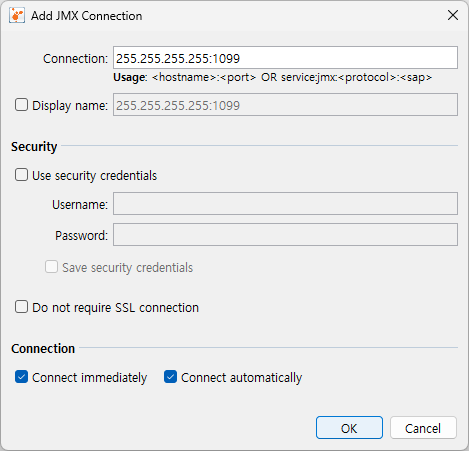 Add JMX Connection
Connection: 255.255.255.255:1099
Usage: <hostname>:<port> OR service:jmx:<protocol>:<sap>
Display name: 255.255.255.255:1099
Security
Use security credentials
Username:
Password:
Save security credentials
Do not require SSL connection
Connection
Connect immediately Connect automatically
OK Cancel